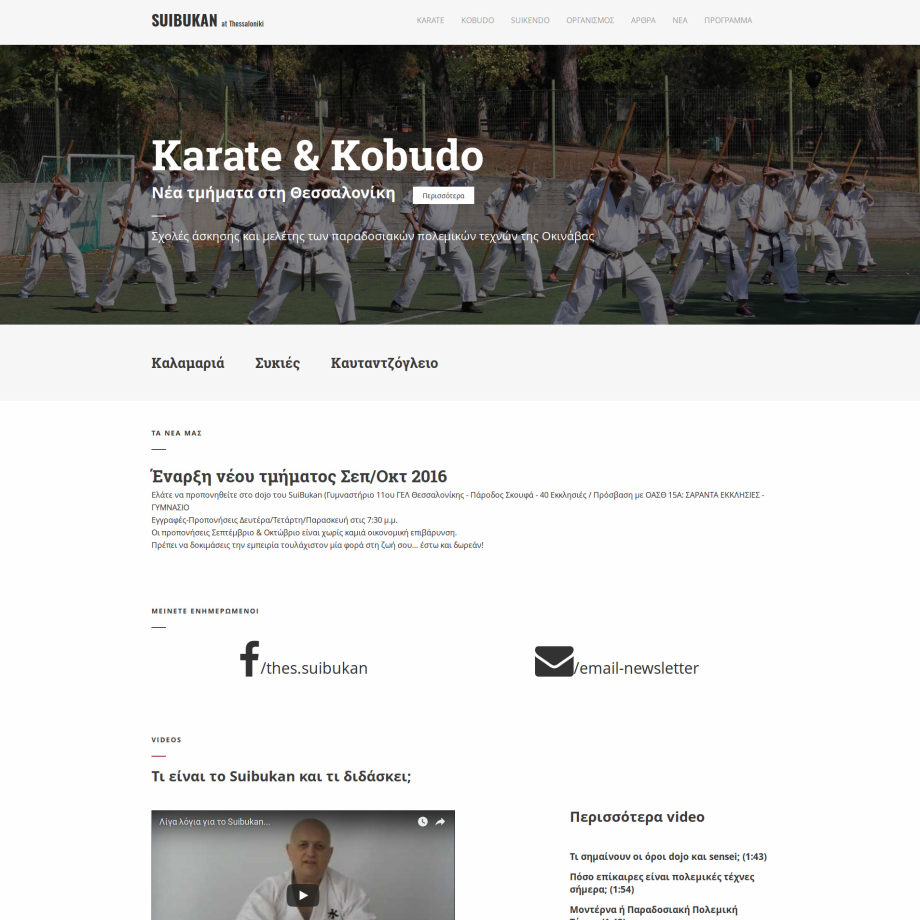 SUIBUKAN at Thessaloniki
KARATE KOBUDO SUIKENDO ΟΡΓΑΝΙΣΜΟΣ ΑΡΘΡΑ ΝΕΑ ΠΡΟΓΡΑΜΜΑ
Karate & Kobudo
Νέα τμήματα στη Θεσσαλονίκη Περισσότερα
Σχολές άσκησης και μελέτης των παραδοσιακών πολεμικών τεχνών της Οκινάβας
Καλαμαριά Συκιές Καυταντζόγλειο
ΤΑ ΝΕΑ ΜΑΣ
Έναρξη νέου τμήματος Σεπ/Οκτ 2016
Ελάτε να προπονηθείτε στο dojo του SuiBukan (Γυμναστήριο 11ου ΓΕΛ Θεσσαλονίκης - Πάροδος Σκουφά - 40 Εκκλησιές / Πρόσβαση με ΟΑΣΘ 15Α: ΣΑΡΑΝΤΑ ΕΚΚΛΗΣΙΕΣ -
ΓΥΜΝΑΣΙΟ
Εγγραφές-Προπονήσεις Δευτέρα/Τετάρτη/Παρασκευή στις 7:30 μ.μ.
Οι προπονήσεις Σεπτέμβριο & Οκτώβριο είναι χωρίς καμιά οικονομική επιβάρυνση.
Πρέπει να δοκιμάσεις την εμπειρία τουλάχιστον μία φορά στη ζωή σου... έστω και δωρεάν!
ΜΕΙΝΕΤΕ ΕΝΗΜΕΡΩΜΕΝΟΙ
/thes.suibukan
/email-newsletter
VIDEOS
Τι είναι το Suibukan και τι διδάσκει;
Λίγα λόγια για το Suibukan...
Περισσότερα video
Τι σημαίνουν οι όροι dojo και sensei; (1:43)
Πόσο επίκαιρες είναι πολεμικές τέχνες
σήμερα; (1:54)
Μοντέρνα ή Παραδοσιακή Πολεμική